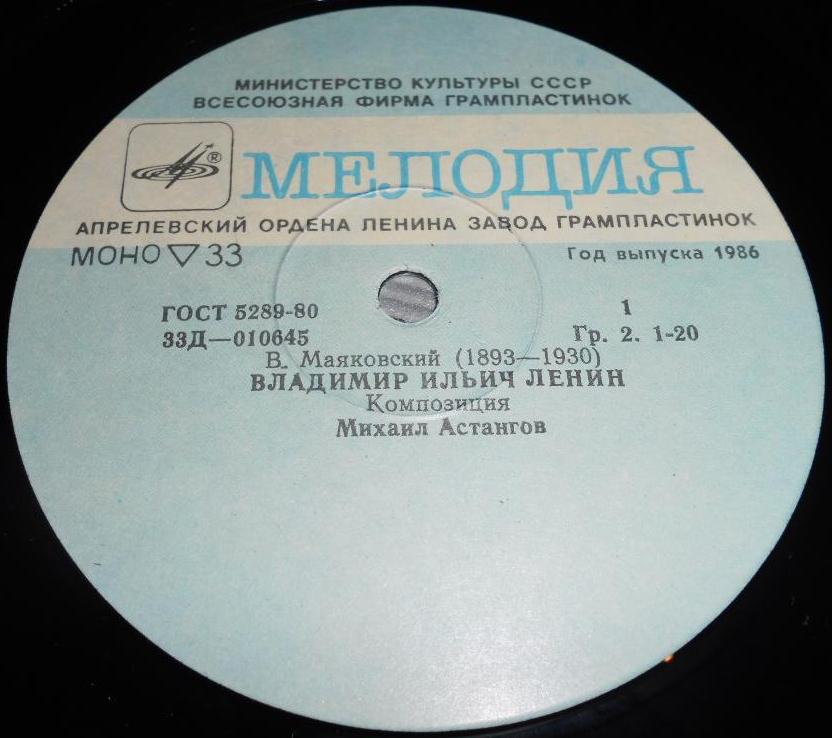 МИНИСТЕРСТВО КУЛЬТУРЫ СССР
ВСЕСОЮЗНАЯ ФИРМА ГРАМПЛАСТИНОК
® МЕЛОДИЯ
АПРЕЛЕВСКИЙ ОРДЕНА ЛЕНИНА ЗАВОД ГРАМПЛАСТИНОК
МОНО ▽ 33 Год выпуска 1986
ГОСТ 5289-80 1
33Д—010645 Гр. 2. 1-20
В. Маяковский (1893—1930)
ВЛАДИМИР ИЛЬИЧ ЛЕНИН
Композиция
Михаил Астангов